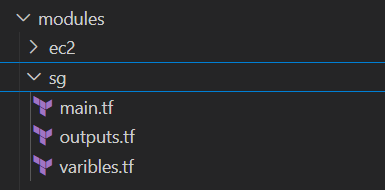 modules
ec2
sg
main.tf
outputs.tf
varibles.tf